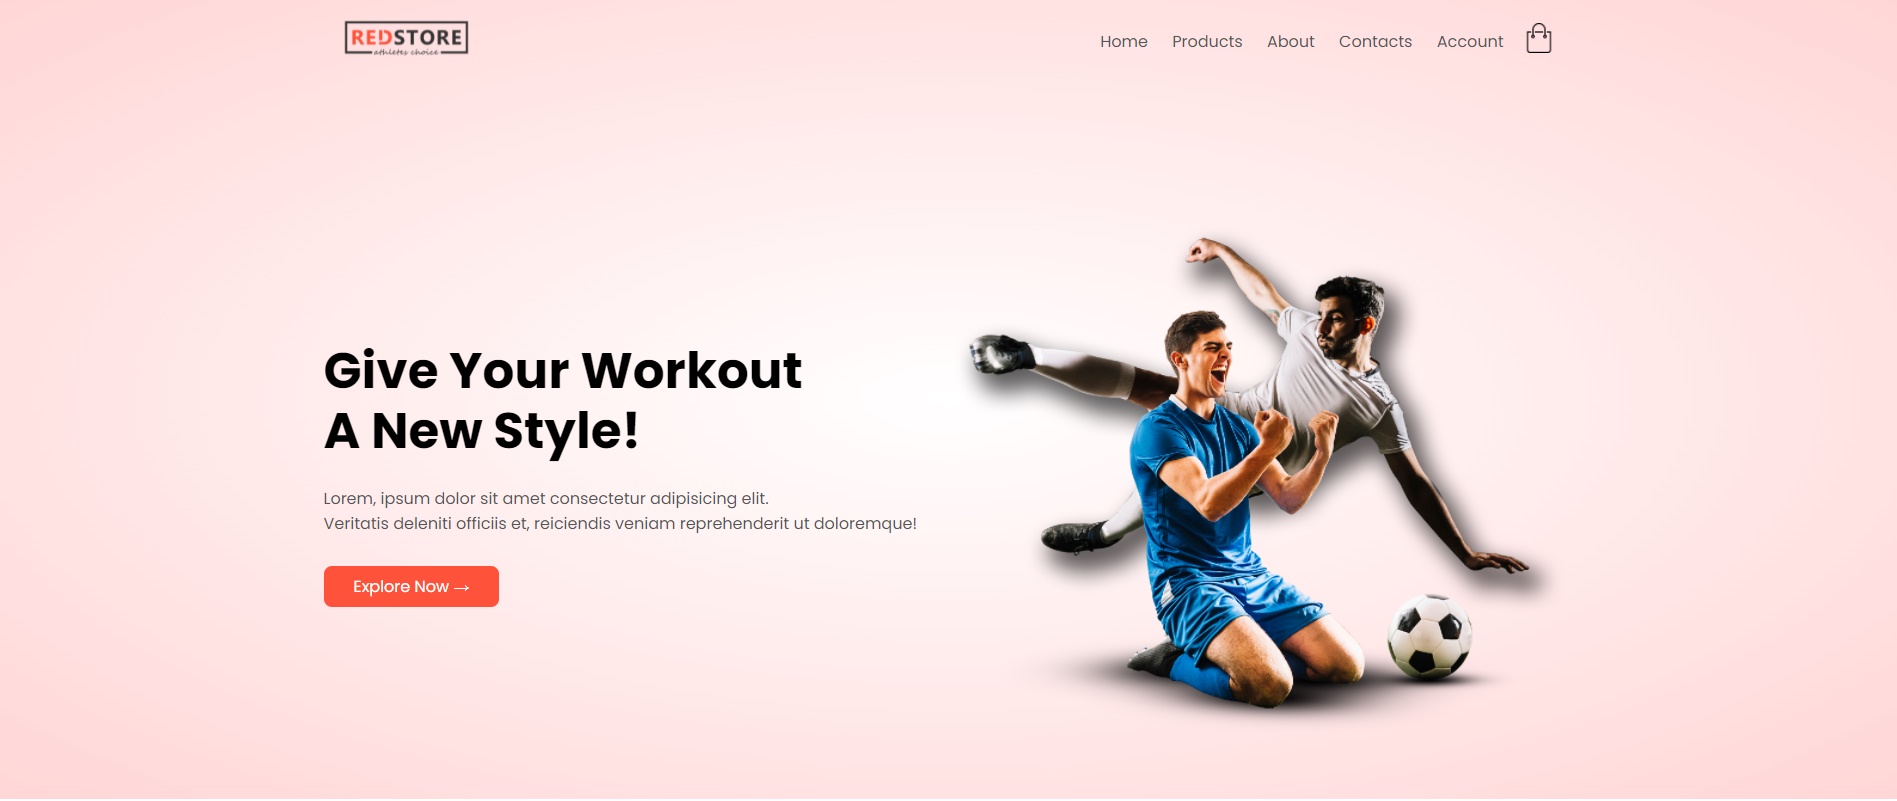 REDSTORE
athletes choice
Home Products About Contacts Account
Give Your Workout
A New Style!
Lorem, ipsum dolor sit amet consectetur adipisicing elit.
Veritatis deleniti officiis et, reiciendis veniam reprehenderit ut doloremque!
Explore Now →